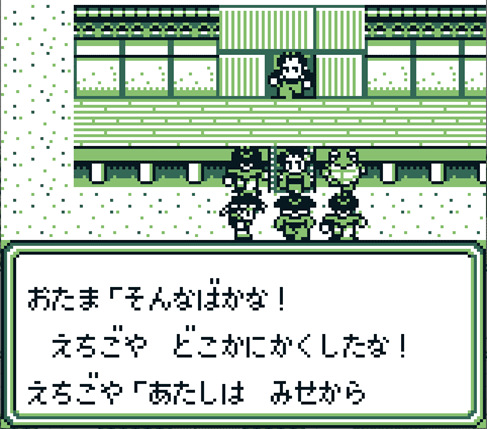 おたま「そんなばかな！
えちごや　どこかにかくしたな！
えちごや「あたしは　みせから